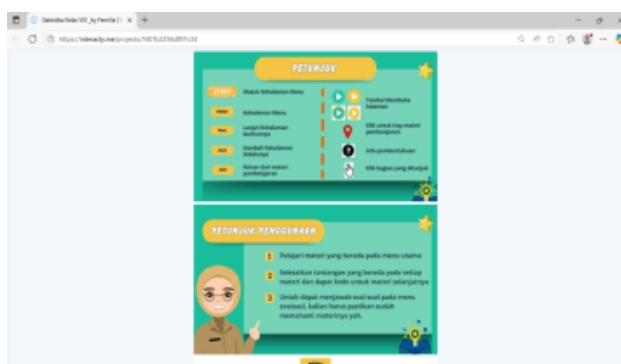 PETUNJUK
START
Masuk Kehalaman Menu
MENU
Kehalaman Menu
Lanjut Kehalaman
berikutnya
Kembali Kehalaman
Sebelumnya
Keluar dari materi
pembelajaran
Tombol Membuka
halaman
Klik untuk tiap materi
pembelajaran
Info pemberitahuan
Klik bagian yang ditunjuk
PETUNJUK PENGGUNAAN
1 Pelajari materi yang berada pada menu utama
2 Selesaikan tantangan yang berada pada setiap
materi dan dapat kode untuk materi selanjutnya
3 Untuk dapat menjawab soal-soal pada menu
evaluasi, kalian harus pastikan sudah
memahami materinya yah.